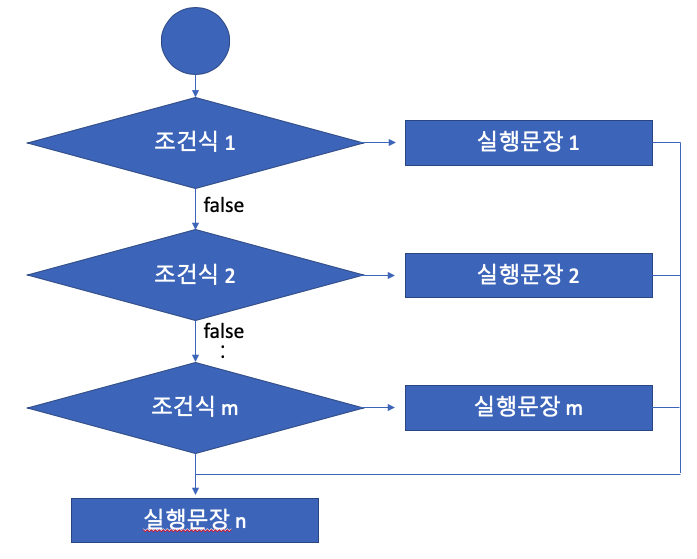 조건식 1
실행문장 1
false
조건식 2
실행문장 2
false
:
조건식 m
실행문장 m
실행문장 n